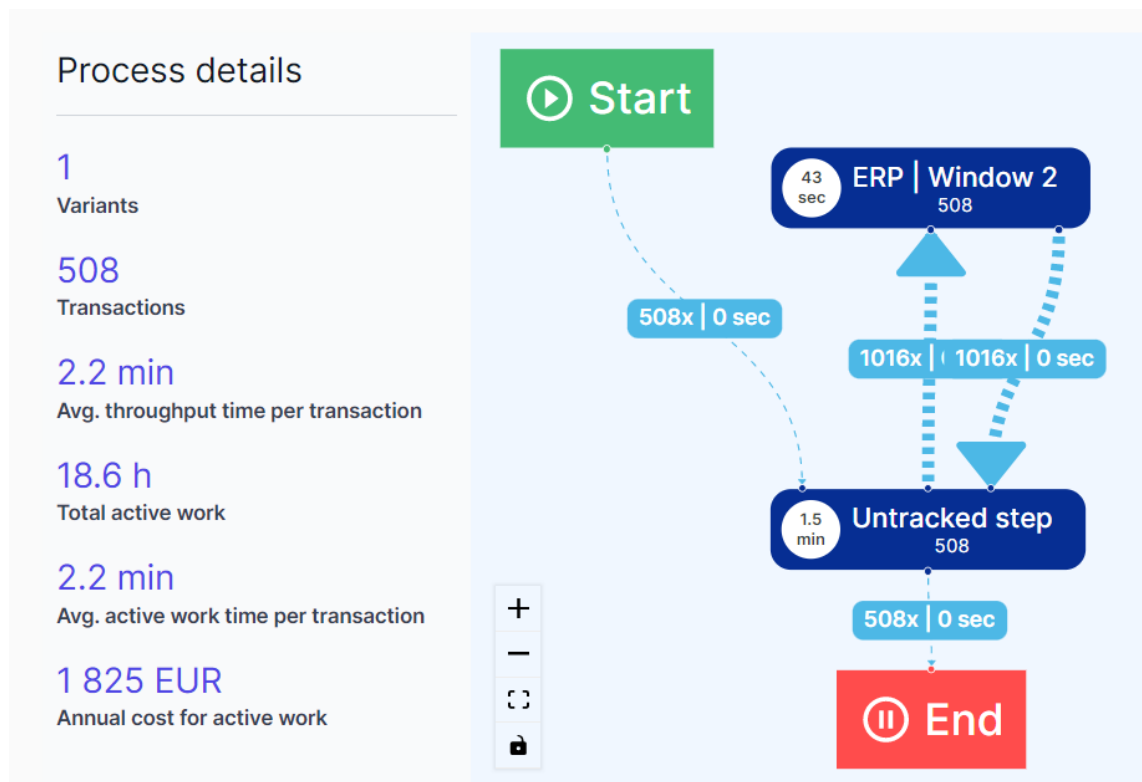 Process details
1
Variants
508
Transactions
2.2 min
Avg. throughput time per transaction
18.6 h
Total active work
2.2 min
Avg. active work time per transaction
1 825 EUR
Annual cost for active work
Start
43
sec
ERP | Window 2
508
508x | 0 sec
1016x | (
1016x | 0 sec
1.5
min
Untracked step
508
508x | 0 sec
End